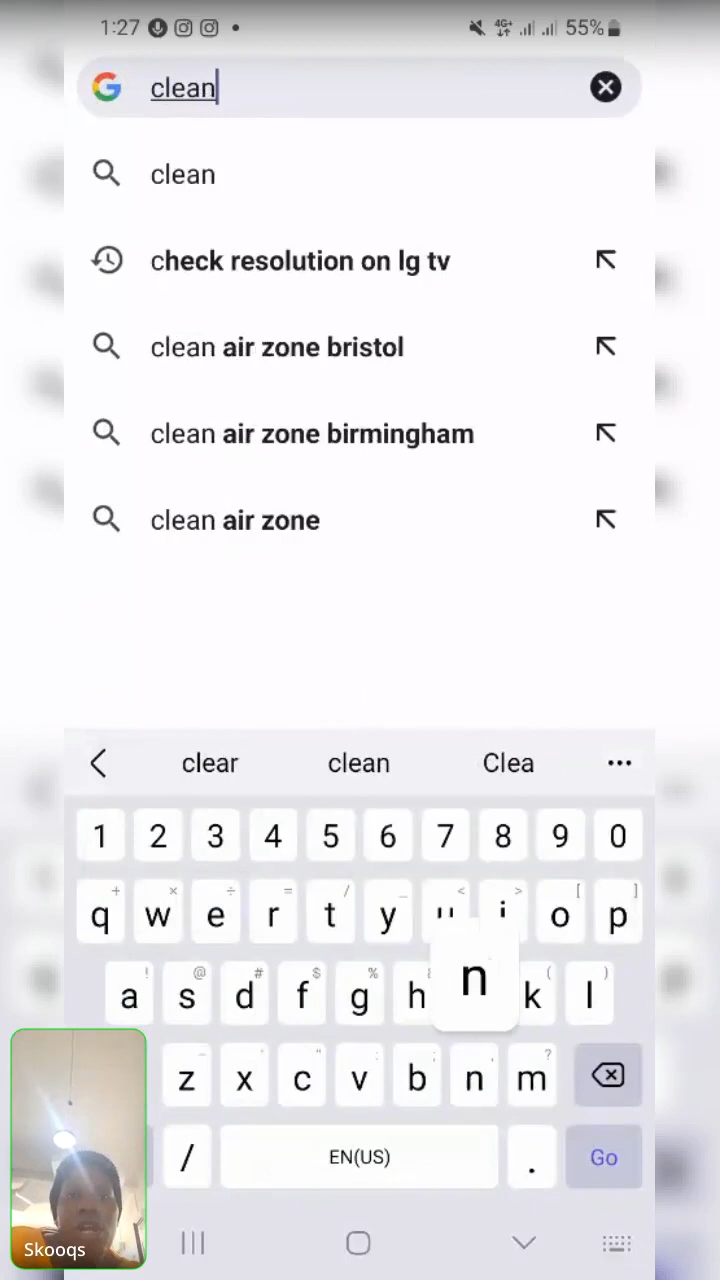 1:27 4G+ 55%
clean
clean
check resolution on lg tv
clean air zone bristol
clean air zone birmingham
clean air zone
clear clean Clea ...
1 2 3 4 5 6 7 8 9 0
+ × ÷ = / _ < > [ ]
q w e r t y u i o p
! @ # $ % ( )
a s d f g h n k l
?
z x c v b n m
/ EN(US) . Go
Skooqs